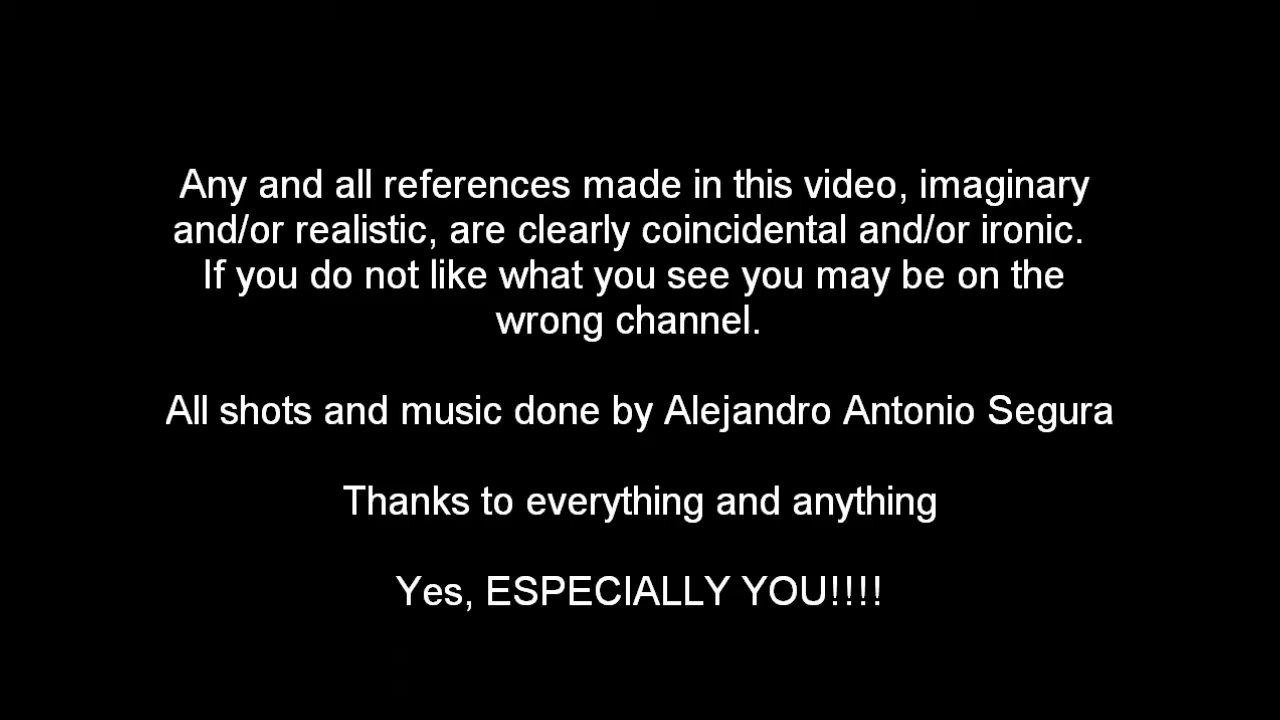 Any and all references made in this video, imaginary
and/or realistic, are clearly coincidental and/or ironic.
If you do not like what you see you may be on the
wrong channel.
All shots and music done by Alejandro Antonio Segura
Thanks to everything and anything
Yes, ESPECIALLY YOU!!!!